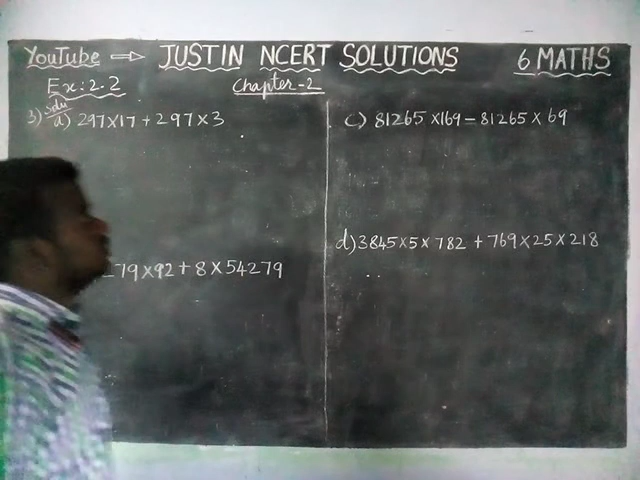 YouTube ⇒ JUSTIN NCERT SOLUTIONS 6 MATHS
Ex: 2.2 Chapter-2
Solu
3) a) 297×17 + 297×3
79×92 + 8×54279
c) 81265×169 – 81265×69
d) 3845×5×782 + 769×25×218